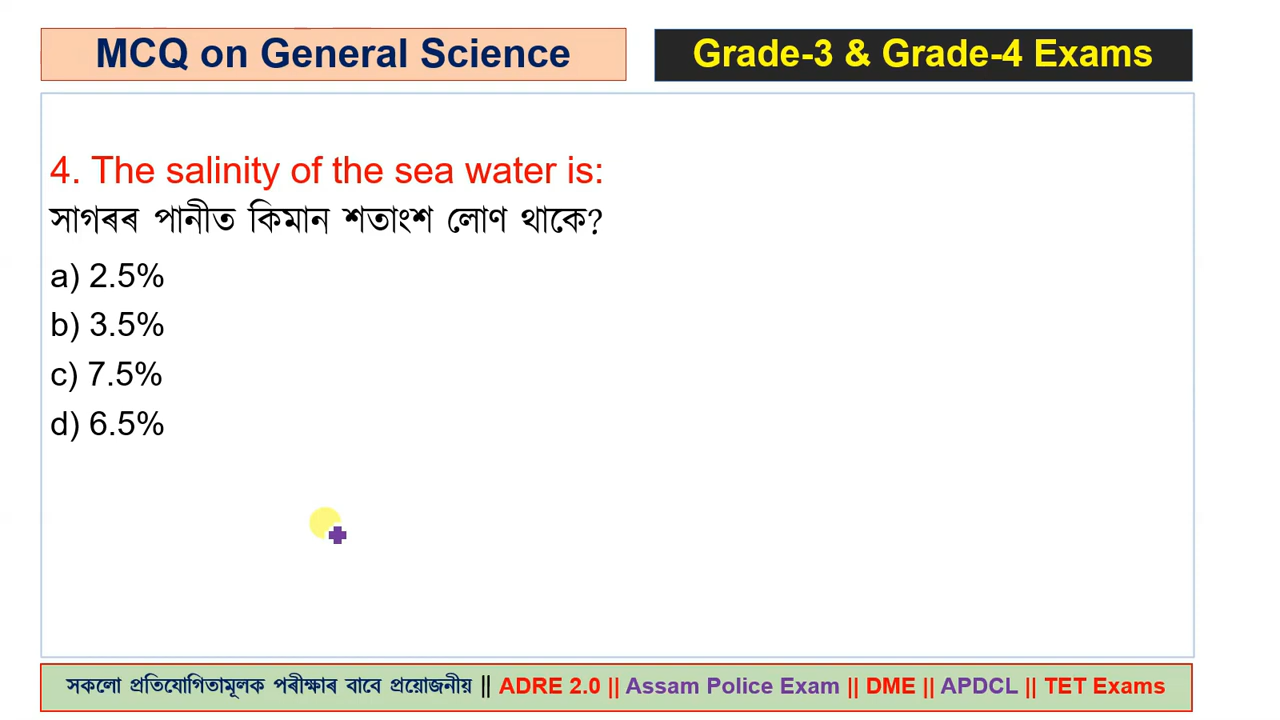 MCQ on General Science
Grade-3 & Grade-4 Exams
4. The salinity of the sea water is:
সাগৰৰ পানীত কিমান শতাংশ লোণ থাকে?
a) 2.5%
b) 3.5%
c) 7.5%
d) 6.5%
সকলো প্ৰতিযোগিতামূলক পৰীক্ষাৰ বাবে প্ৰয়োজনীয় || ADRE 2.0 || Assam Police Exam || DME || APDCL || TET Exams